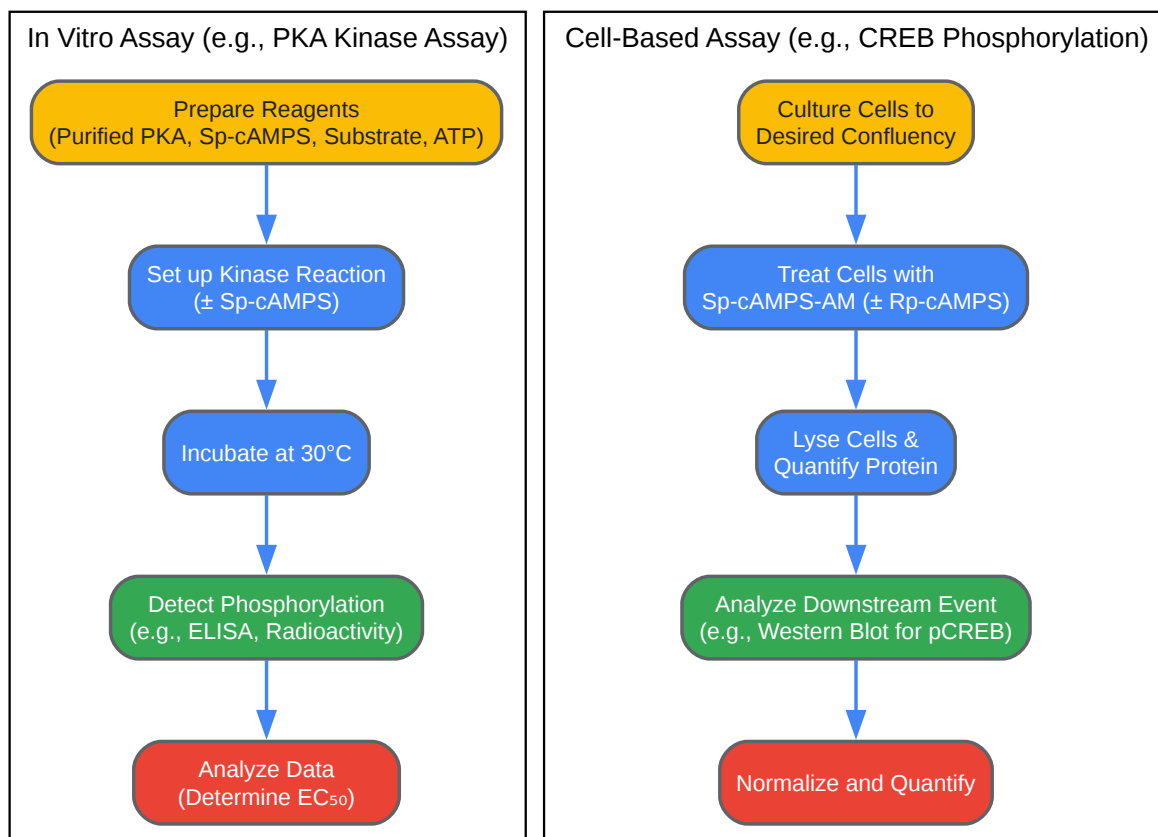 In Vitro Assay (e.g., PKA Kinase Assay)
Prepare Reagents
(Purified PKA, Sp-cAMPS, Substrate, ATP)
Set up Kinase Reaction
(± Sp-cAMPS)
Incubate at 30°C
Detect Phosphorylation
(e.g., ELISA, Radioactivity)
Analyze Data
(Determine EC₅₀)
Cell-Based Assay (e.g., CREB Phosphorylation)
Culture Cells to
Desired Confluency
Treat Cells with
Sp-cAMPS-AM (± Rp-cAMPS)
Lyse Cells &
Quantify Protein
Analyze Downstream Event
(e.g., Western Blot for pCREB)
Normalize and Quantify